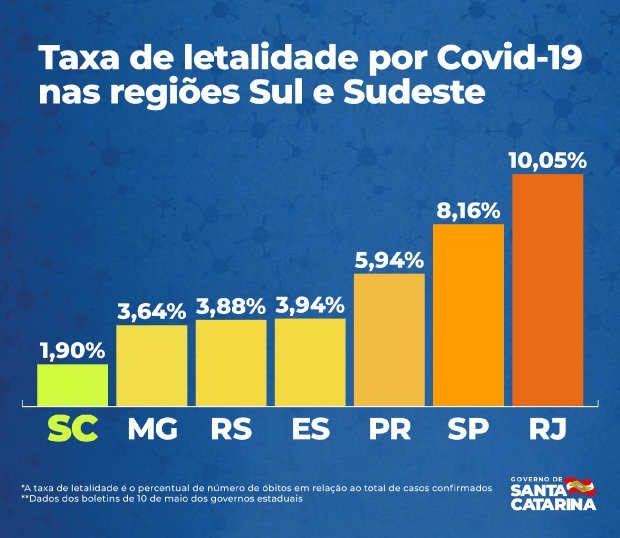 Taxa de letalidade por Covid-19
nas regiões Sul e Sudeste
10,05%
8,16%
5,94%
3,64% 3,88% 3,94%
1,90%
SC MG RS ES PR SP RJ
*A taxa de letalidade é o percentual de número de óbitos em relação ao total de casos confirmados
**Dados dos boletins de 10 de maio dos governos estaduais
GOVERNO DE
SANTA
CATARINA